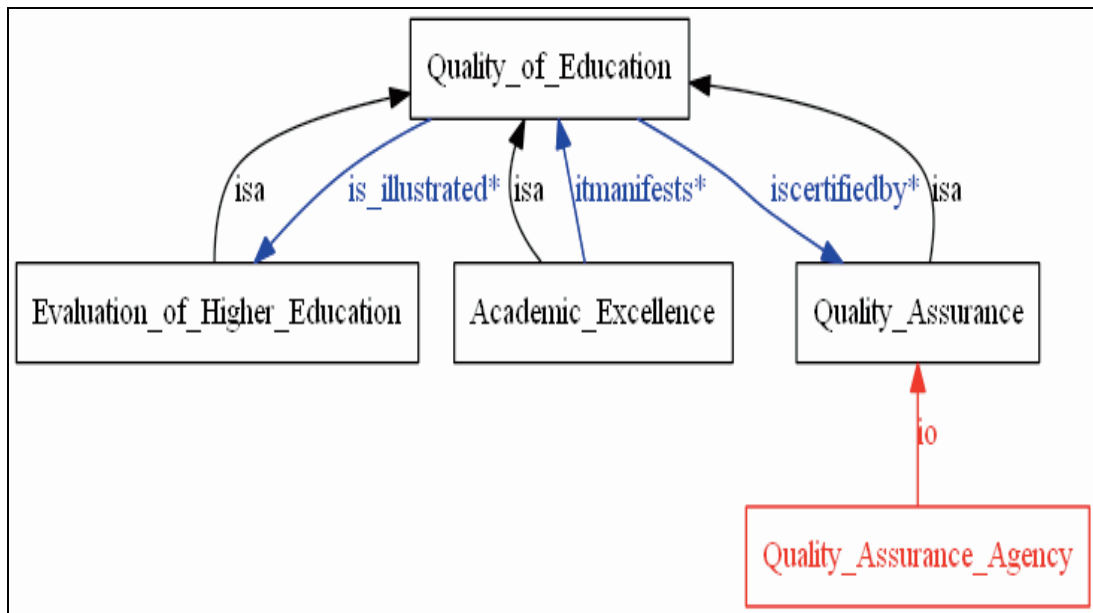 Quality_of_Education
isa
is_illustrated*
isa
itmanifests*
iscertifiedby*
isa
Evaluation_of_Higher_Education
Academic_Excellence
Quality_Assurance
io
Quality_Assurance_Agency